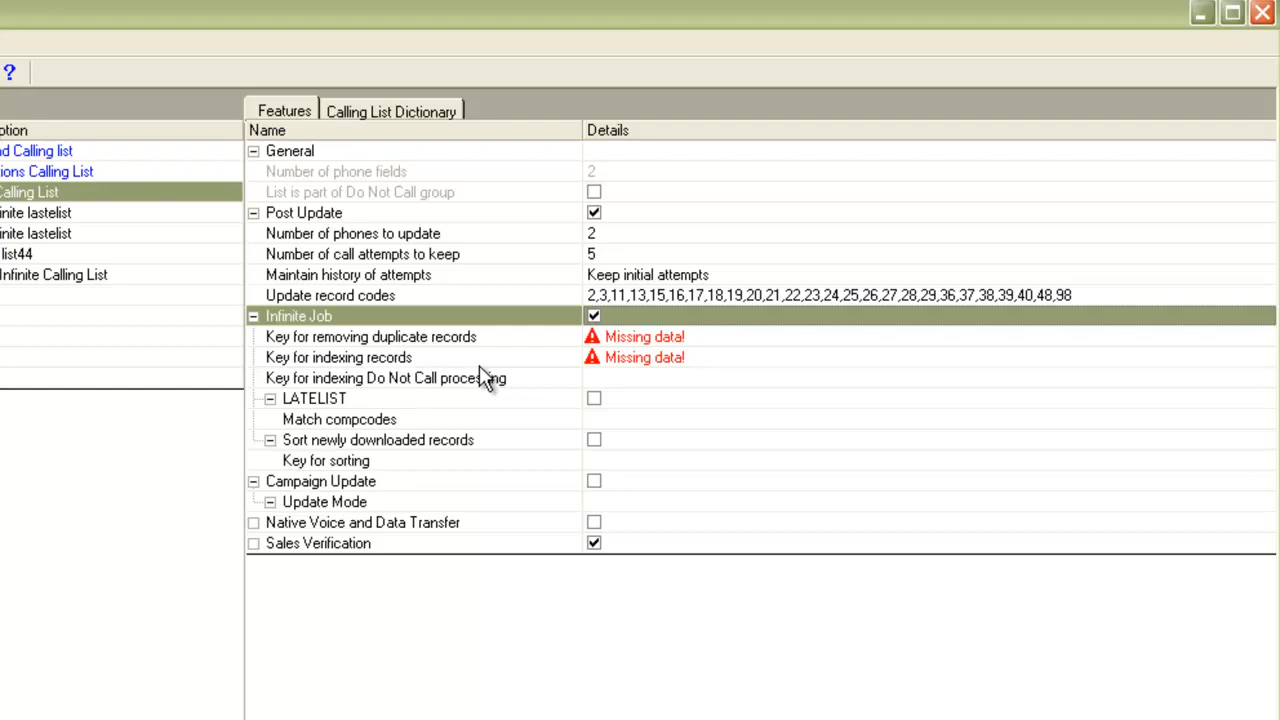 ?
Features Calling List Dictionary
ption Name Details
nd Calling list General
ions Calling List Number of phone fields 2
Calling List List is part of Do Not Call group
inite lastelist Post Update
inite lastelist Number of phones to update 2
list44 Number of call attempts to keep 5
Infinite Calling List Maintain history of attempts Keep initial attempts
Update record codes 2,3,11,13,15,16,17,18,19,20,21,22,23,24,25,26,27,28,29,36,37,38,39,40,48,98
Infinite Job
Key for removing duplicate records Missing data!
Key for indexing records Missing data!
Key for indexing Do Not Call processing
LATELIST
Match compcodes
Sort newly downloaded records
Key for sorting
Campaign Update
Update Mode
Native Voice and Data Transfer
Sales Verification